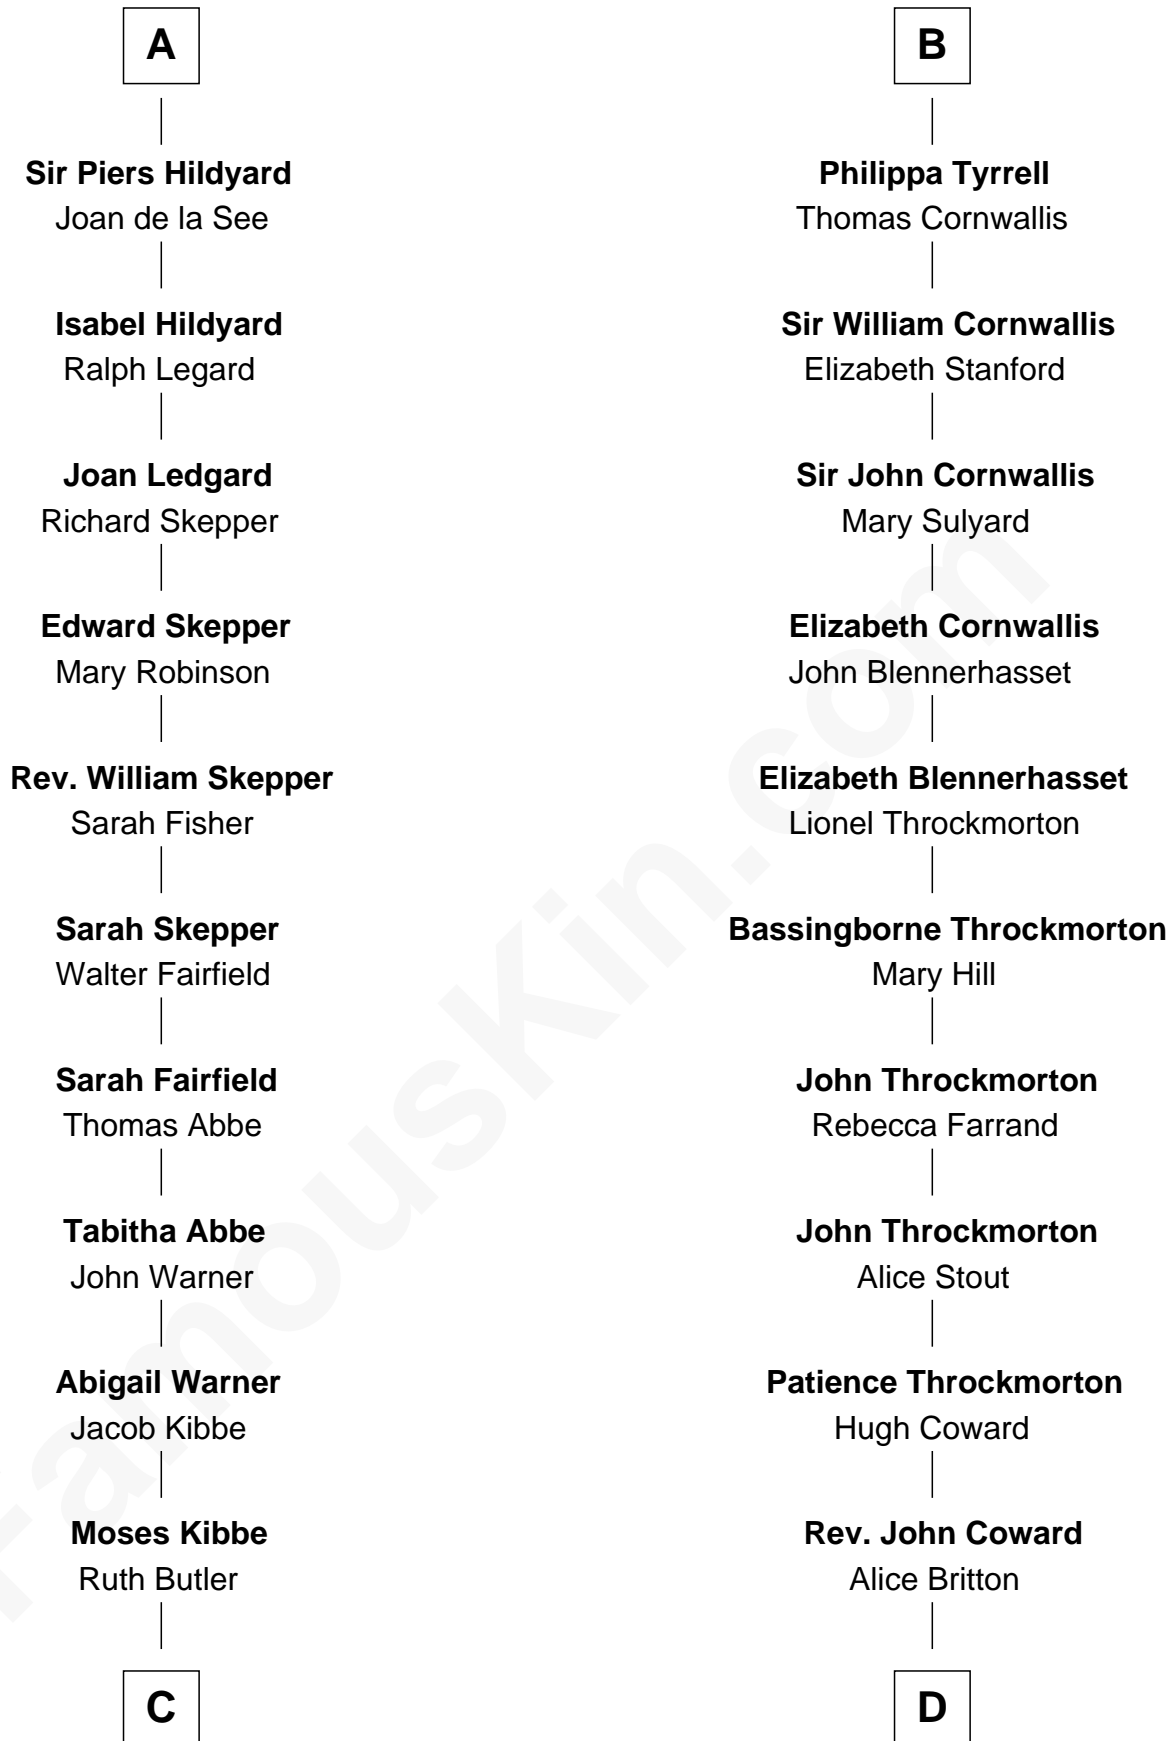 A
Sir Piers Hildyard
Joan de la See
Isabel Hildyard
Ralph Legard
Joan Ledgard
Richard Skepper
Edward Skepper
Mary Robinson
Rev. William Skepper
Sarah Fisher
Sarah Skepper
Walter Fairfield
Sarah Fairfield
Thomas Abbe
Tabitha Abbe
John Warner
Abigail Warner
Jacob Kibbe
Moses Kibbe
Ruth Butler
C
B
Philippa Tyrrell
Thomas Cornwallis
Sir William Cornwallis
Elizabeth Stanford
Sir John Cornwallis
Mary Sulyard
Elizabeth Cornwallis
John Blennerhasset
Elizabeth Blennerhasset
Lionel Throckmorton
Bassingborne Throckmorton
Mary Hill
John Throckmorton
Rebecca Farrand
John Throckmorton
Alice Stout
Patience Throckmorton
Hugh Coward
Rev. John Coward
Alice Britton
D
FamousKin.com